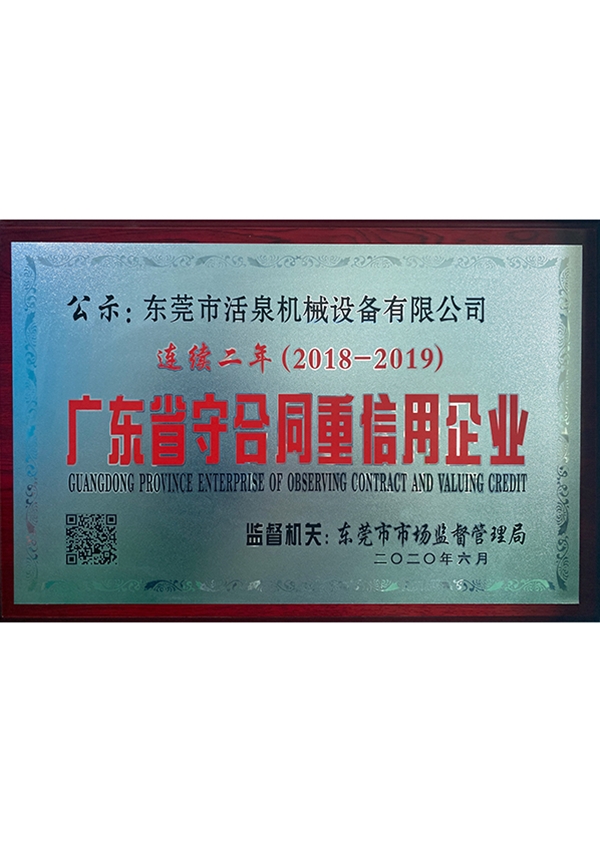 公示：东莞市活泉机械设备有限公司
连续二年（2018-2019）
广东省守合同重信用企业
GUANGDONG PROVINCE ENTERPRISE OF OBSERVING CONTRACT AND VALUING CREDIT
监督机关：东莞市市场监督管理局
二〇二〇年六月